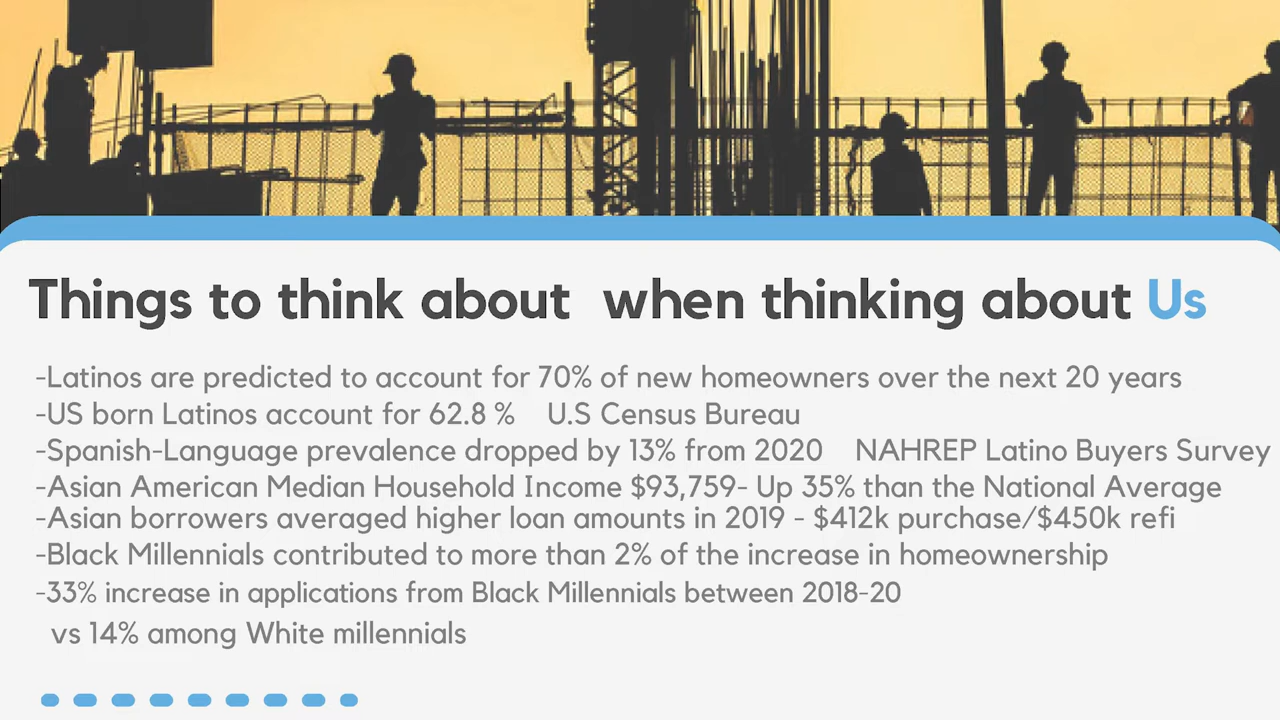 Things to think about  when thinking about Us
-Latinos are predicted to account for 70% of new homeowners over the next 20 years
-US born Latinos account for 62.8 %    U.S Census Bureau
-Spanish-Language prevalence dropped by 13% from 2020    NAHREP Latino Buyers Survey
-Asian American Median Household Income $93,759- Up 35% than the National Average
-Asian borrowers averaged higher loan amounts in 2019 - $412k purchase/$450k refi
-Black Millennials contributed to more than 2% of the increase in homeownership
-33% increase in applications from Black Millennials between 2018-20
vs 14% among White millennials